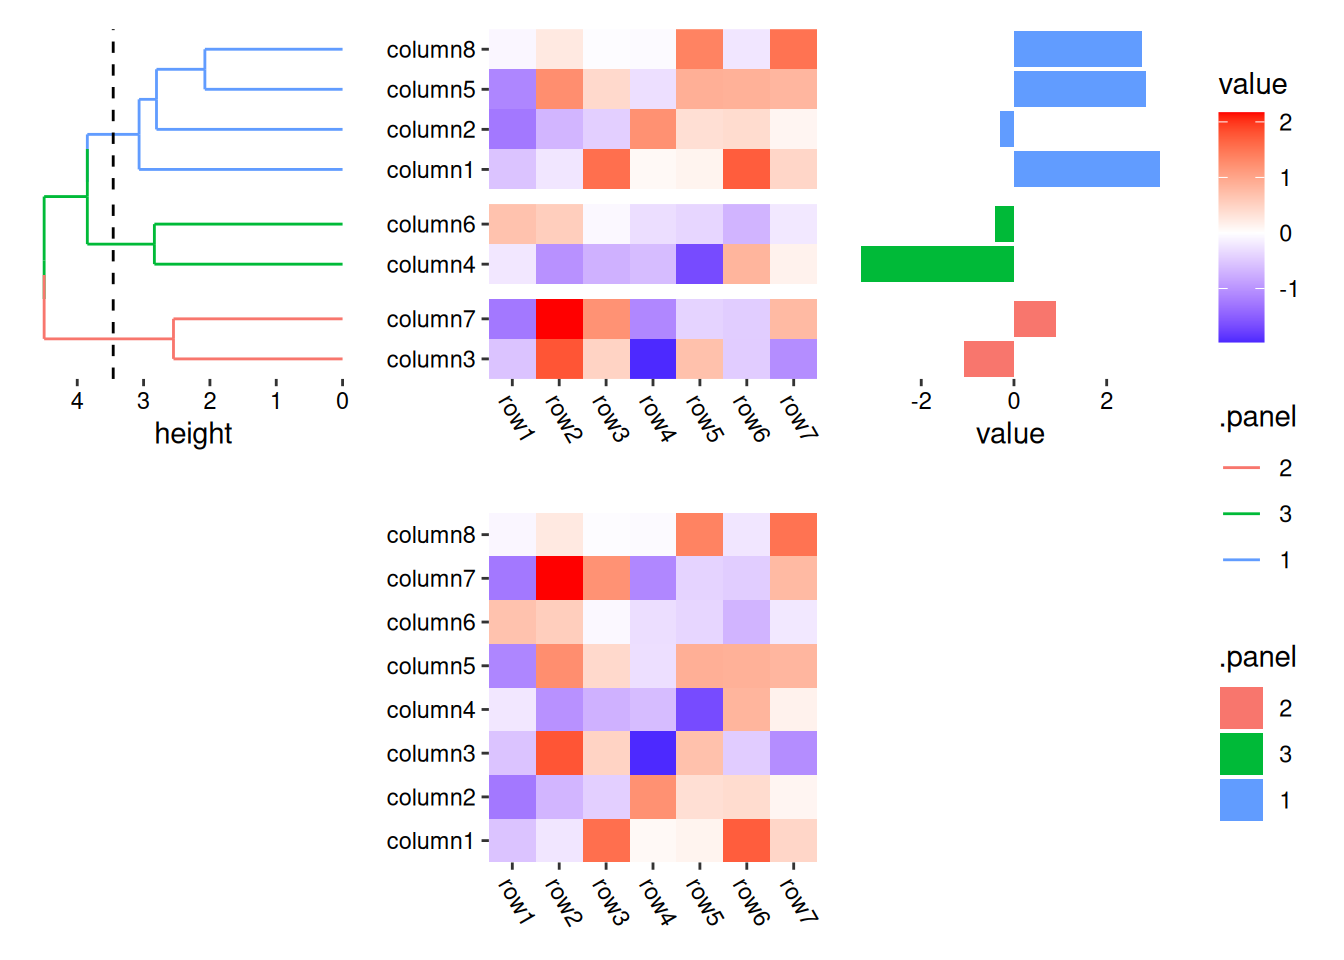 column8
column5
column2
column1
column6
column4
column7
column3
4 3 2 1 0
height
row1 row2 row3 row4 row5 row6 row7
-2 0 2
value
value
2
1
0
-1
.panel
2
3
1
column8
column7
column6
column5
column4
column3
column2
column1
row1 row2 row3 row4 row5 row6 row7
.panel
2
3
1